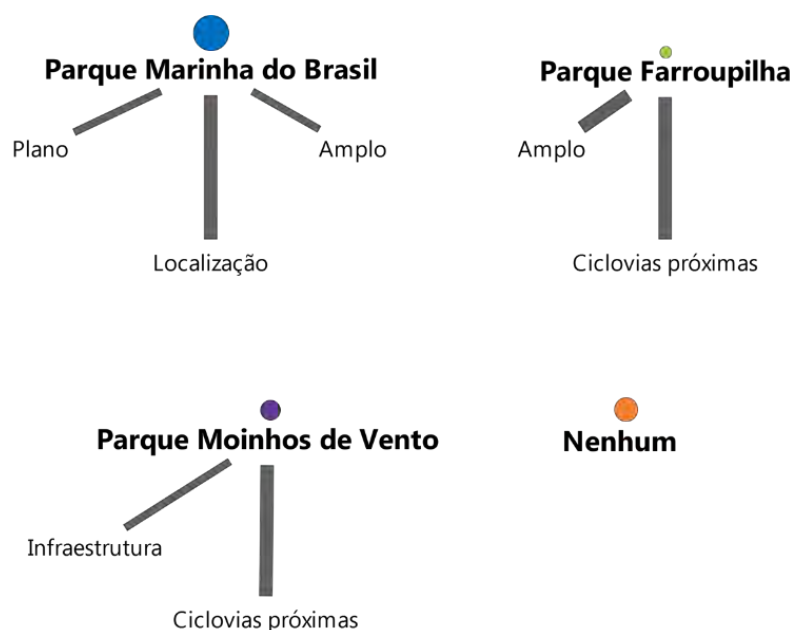 Parque Marinha do Brasil
Plano
Amplo
Localização
Parque Farroupilha
Amplo
Ciclovias próximas
Parque Moinhos de Vento
Infraestrutura
Ciclovias próximas
Nenhum